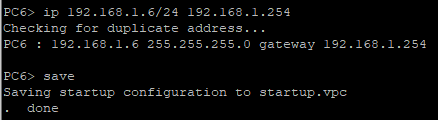 PC6> ip 192.168.1.6/24 192.168.1.254
Checking for duplicate address...
PC6 : 192.168.1.6 255.255.255.0 gateway 192.168.1.254
PC6> save
Saving startup configuration to startup.vpc
.  done